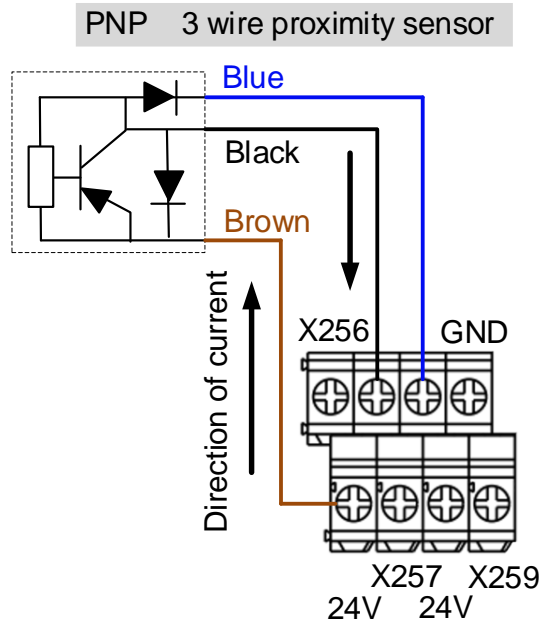 PNP 3 wire proximity sensor
Blue
Black
Brown
Direction of current
X256 GND
X257 X259
24V 24V